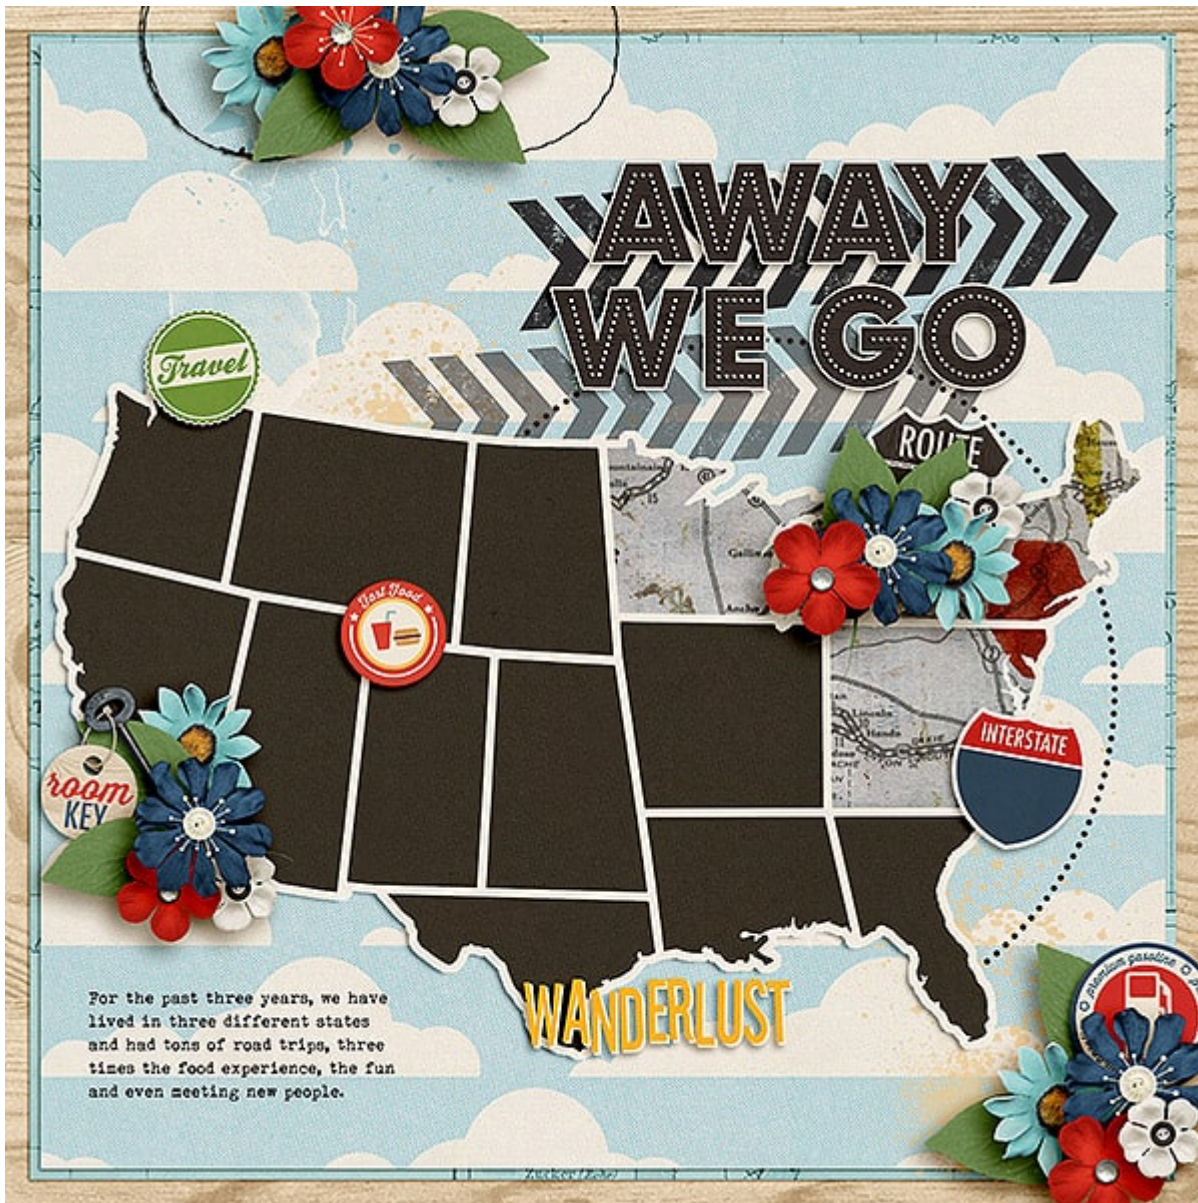 AWAY
WE GO
Travel
ROUTE
Fast Food
room
KEY
INTERSTATE
Lincoln
WANDERLUST
premium gasoline
For the past three years, we have
lived in three different states
and had tons of road trips, three
times the food experience, the fun
and even meeting new people.